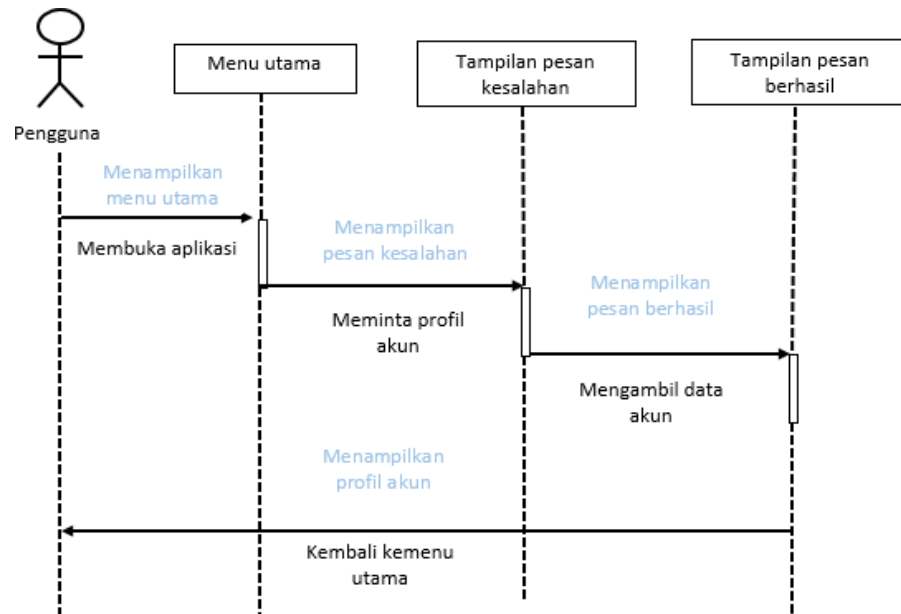 Menu utama
Tampilan pesan
kesalahan
Tampilan pesan
berhasil
Pengguna
Menampilkan
menu utama
Membuka aplikasi
Menampilkan
pesan kesalahan
Meminta profil
akun
Menampilkan
pesan berhasil
Mengambil data
akun
Menampilkan
profil akun
Kembali kemenu
utama